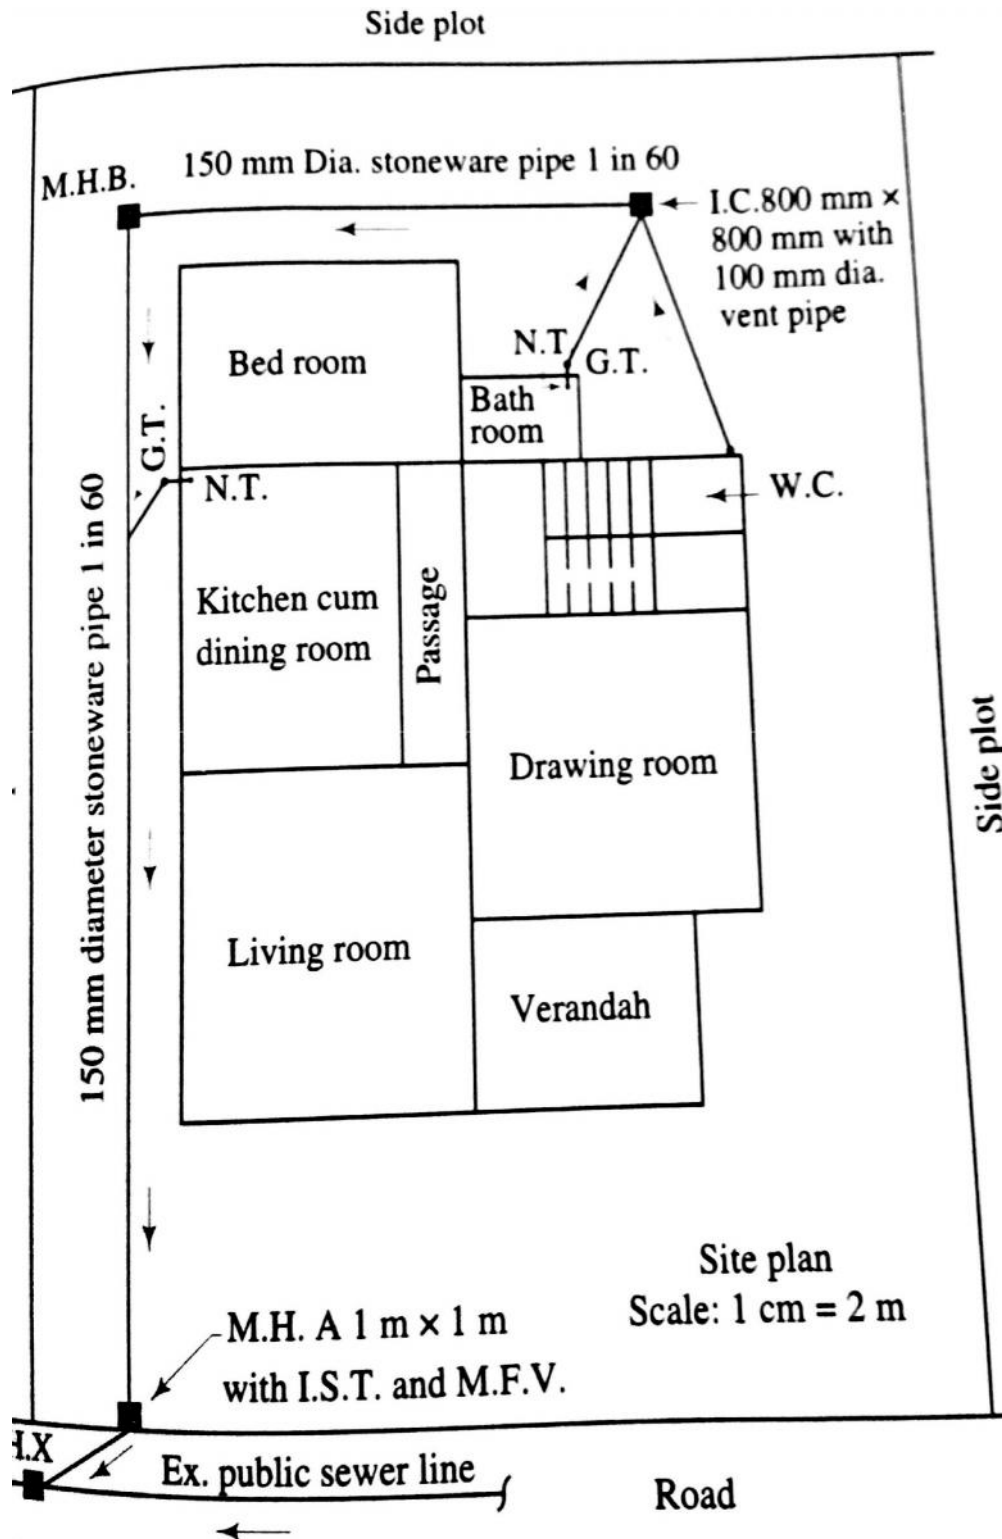 Side plot
150 mm Dia. stoneware pipe 1 in 60
M.H.B.
I.C.800 mm ×
800 mm with
100 mm dia.
vent pipe
N.T.
G.T.
Bed room
Bath
room
G.T.
N.T.
W.C.
150 mm diameter stoneware pipe 1 in 60
Kitchen cum
dining room
Passage
Drawing room
Side plot
Living room
Verandah
Site plan
Scale: 1 cm = 2 m
M.H. A 1 m × 1 m
with I.S.T. and M.F.V.
H.X
Ex. public sewer line
Road